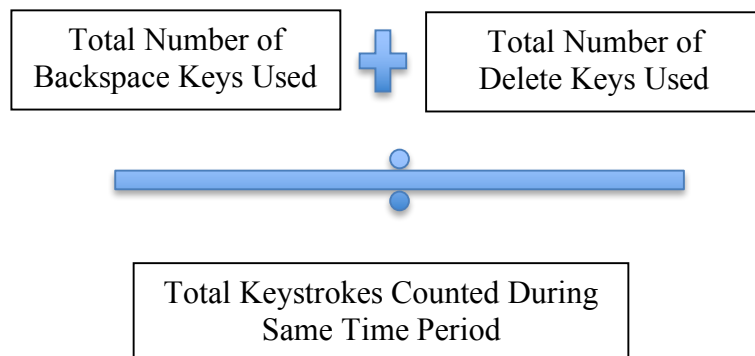 Total Number of
Backspace Keys Used
Total Number of
Delete Keys Used
Total Keystrokes Counted During
Same Time Period